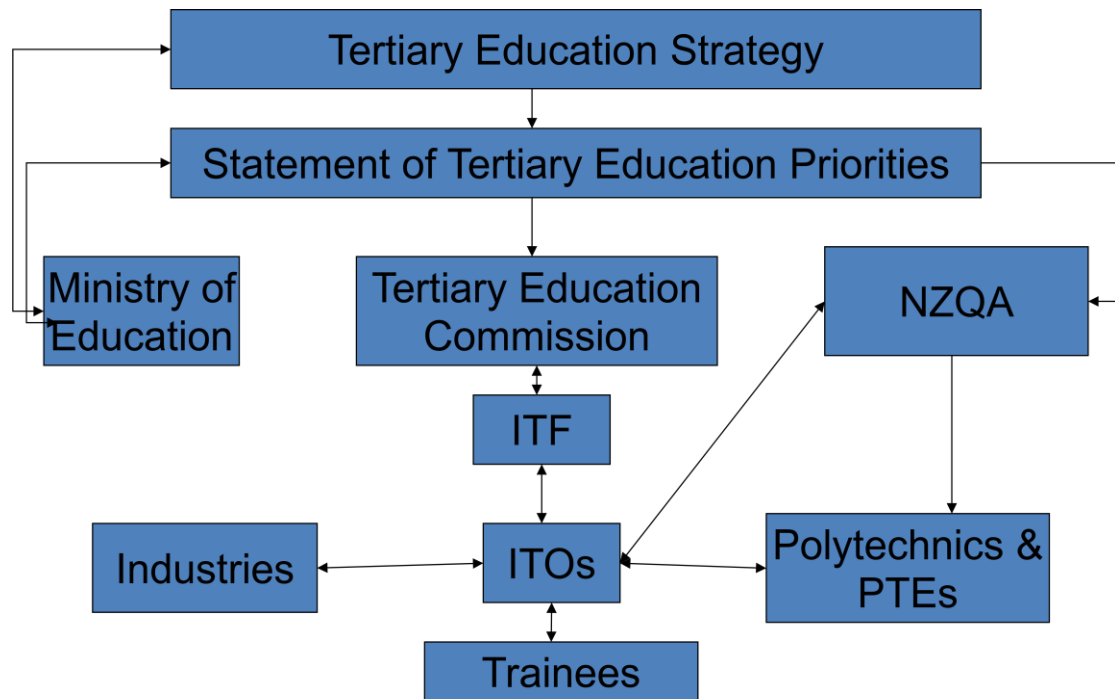 Tertiary Education Strategy
Statement of Tertiary Education Priorities
Ministry of
Education
Tertiary Education
Commission
NZQA
ITF
Industries
ITOs
Polytechnics &
PTEs
Trainees